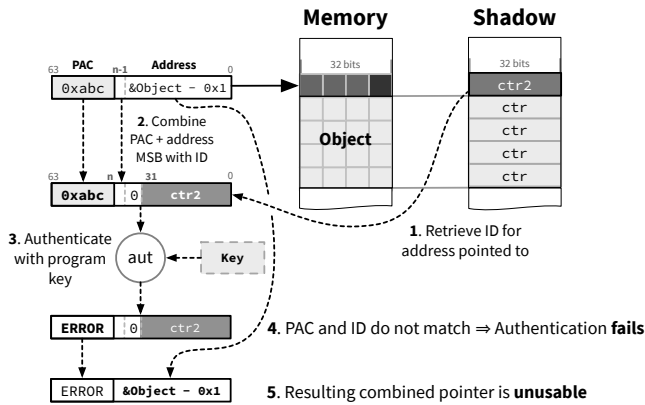 Memory
Shadow
63 PAC n-1 Address 0
32 bits
32 bits
0xabc &Object - 0x1
ctr2
ctr
ctr
ctr
ctr
Object
2. Combine
PAC + address
MSB with ID
63 n 31 0
0xabc 0 ctr2
1. Retrieve ID for
address pointed to
3. Authenticate
with program
key
aut
Key
ERROR 0 ctr2
4. PAC and ID do not match ⇒ Authentication fails
ERROR &Object - 0x1
5. Resulting combined pointer is unusable